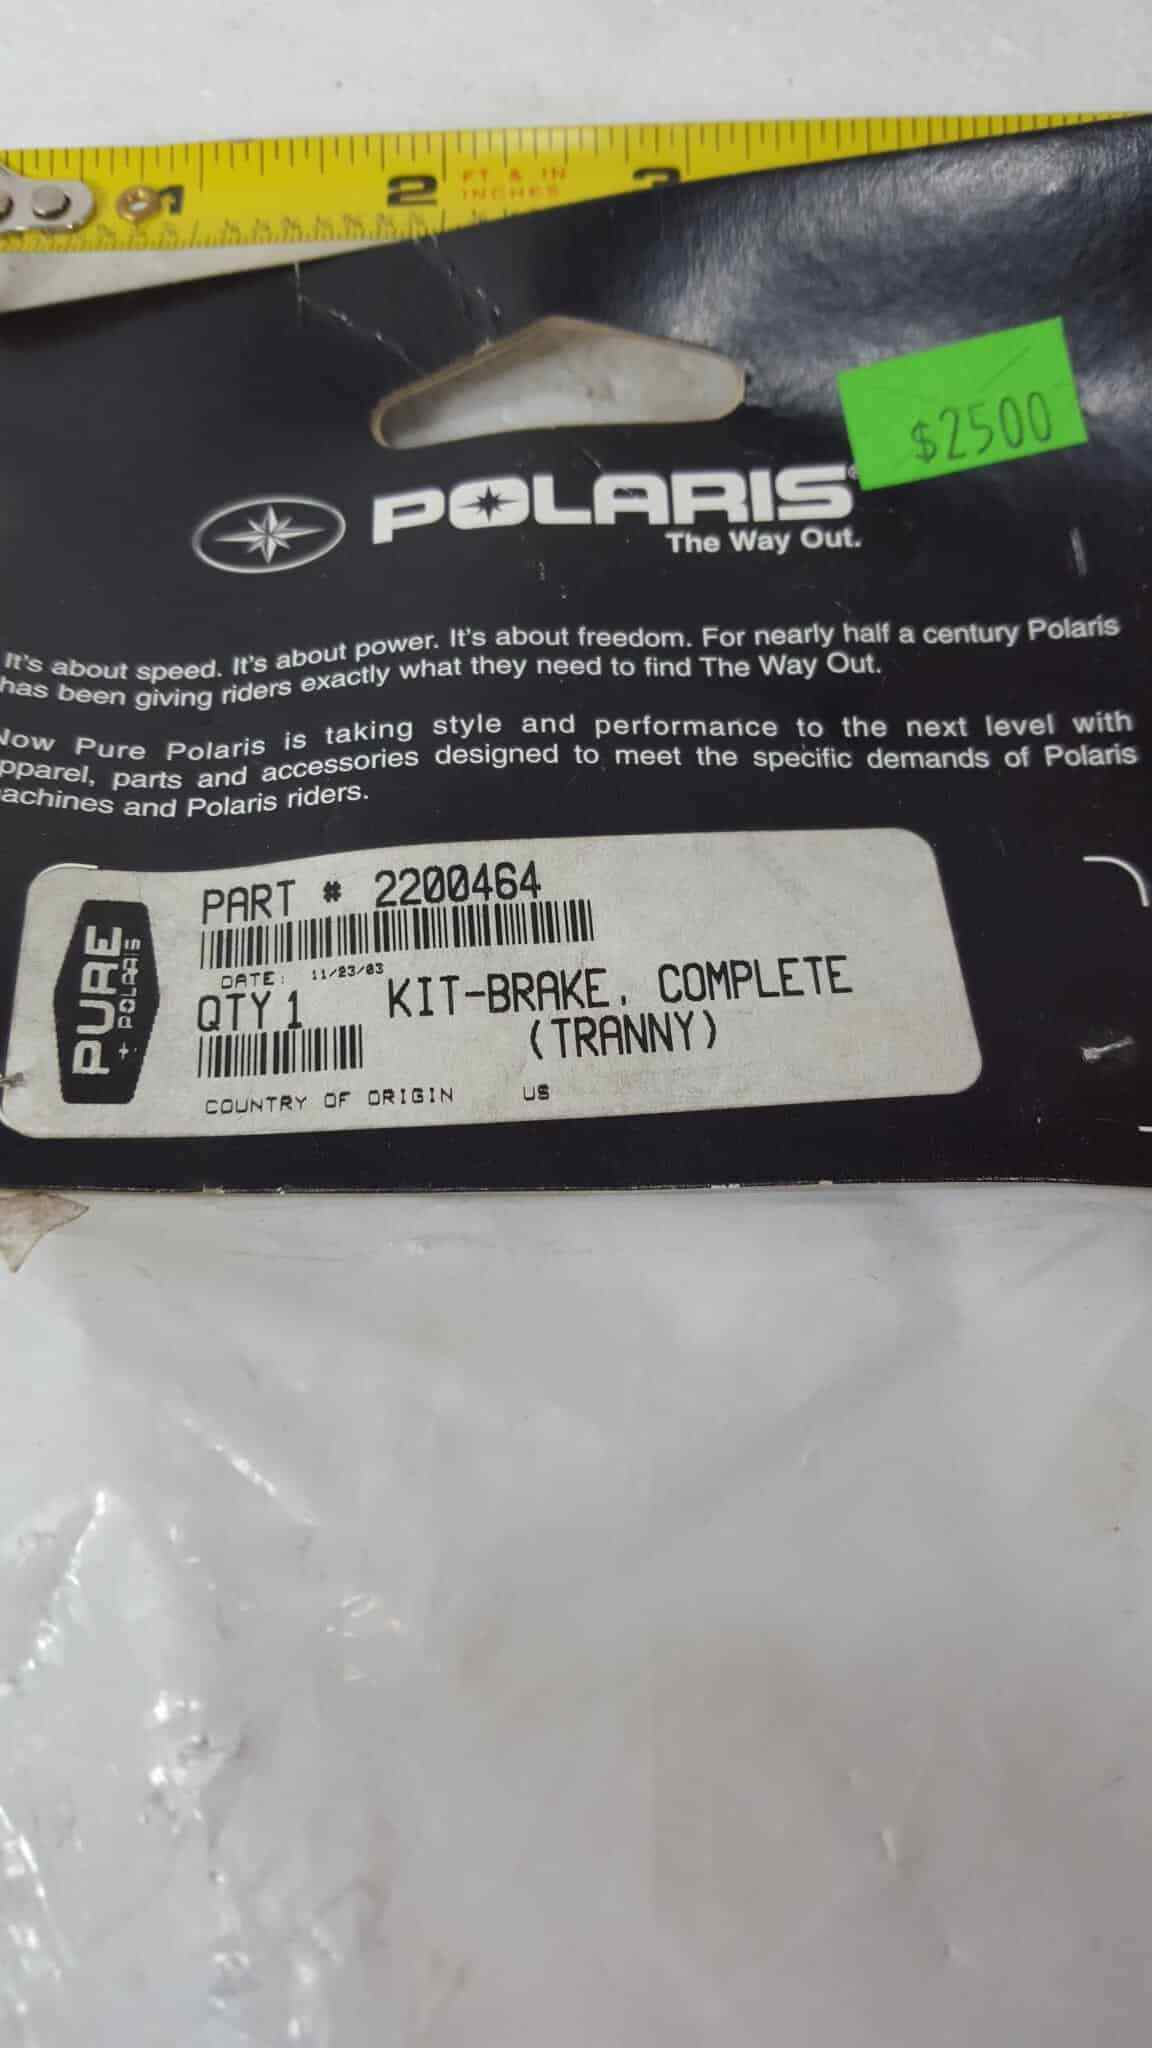 1 2 FT & IN 3
INCHES
$2500
POLARIS
The Way Out.
It's about speed. It's about power. It's about freedom. For nearly half a century Polaris
has been giving riders exactly what they need to find The Way Out.
Now Pure Polaris is taking style and performance to the next level with
pparel, parts and accessories designed to meet the specific demands of Polaris
achines and Polaris riders.
PURE
POLARIS
PART # 2200464
DATE: 11/23/03
QTY 1 KIT-BRAKE, COMPLETE
(TRANNY)
COUNTRY OF ORIGIN US